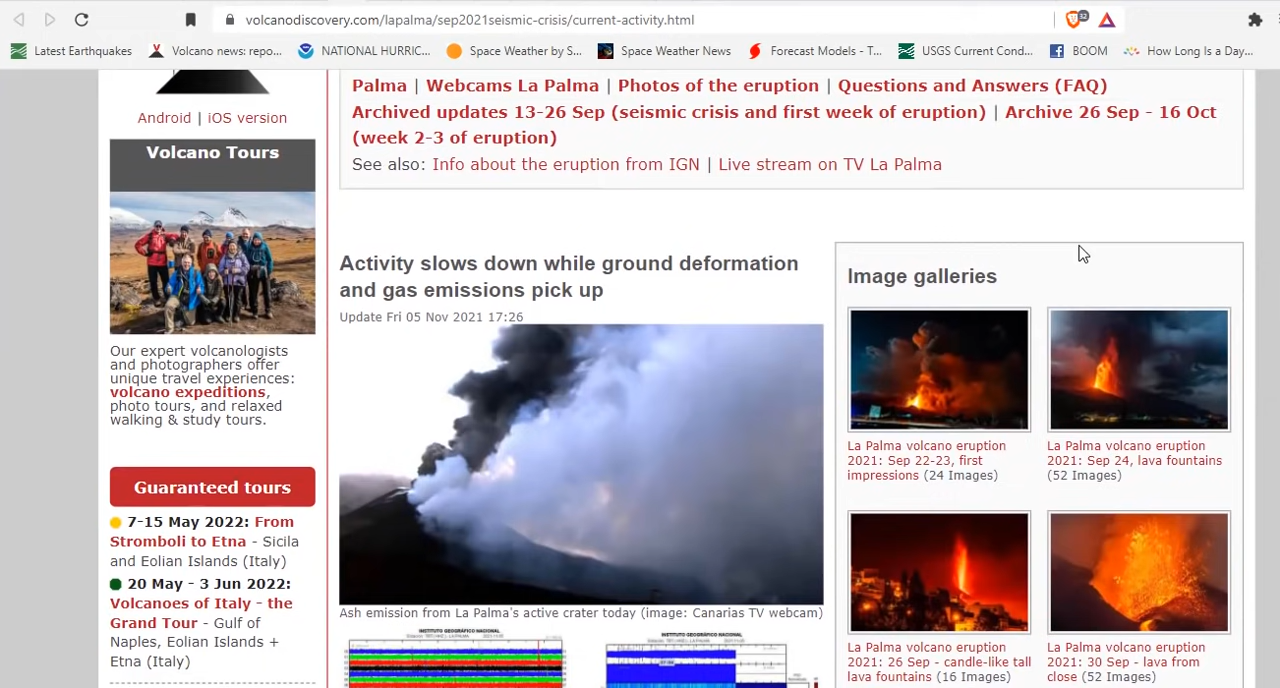 volcanodiscovery.com/lapalma/sep2021seismic-crisis/current-activity.html
32
Latest Earthquakes
Volcano news: repo...
NATIONAL HURRIC...
Space Weather by S...
Space Weather News
Forecast Models - T...
USGS Current Cond...
BOOM
How Long Is a Day...
Android | iOS version
Volcano Tours
Our expert volcanologists
and photographers offer
unique travel experiences:
volcano expeditions,
photo tours, and relaxed
walking & study tours.
Guaranteed tours
7-15 May 2022: From
Stromboli to Etna - Sicila
and Eolian Islands (Italy)
20 May - 3 Jun 2022:
Volcanoes of Italy - the
Grand Tour - Gulf of
Naples, Eolian Islands +
Etna (Italy)
Palma | Webcams La Palma | Photos of the eruption | Questions and Answers (FAQ)
Archived updates 13-26 Sep (seismic crisis and first week of eruption) | Archive 26 Sep - 16 Oct
(week 2-3 of eruption)
See also: Info about the eruption from IGN | Live stream on TV La Palma
Activity slows down while ground deformation
and gas emissions pick up
Update Fri 05 Nov 2021 17:26
Ash emission from La Palma's active crater today (image: Canarias TV webcam)
INSTITUTO GEOGRÁFICO NACIONAL
INSTITUTO GEOGRÁFICO NACIONAL
Image galleries
La Palma volcano eruption
2021: Sep 22-23, first
impressions (24 Images)
La Palma volcano eruption
2021: Sep 24, lava fountains
(52 Images)
La Palma volcano eruption
2021: 26 Sep - candle-like tall
lava fountains (16 Images)
La Palma volcano eruption
2021: 30 Sep - lava from
close (52 Images)